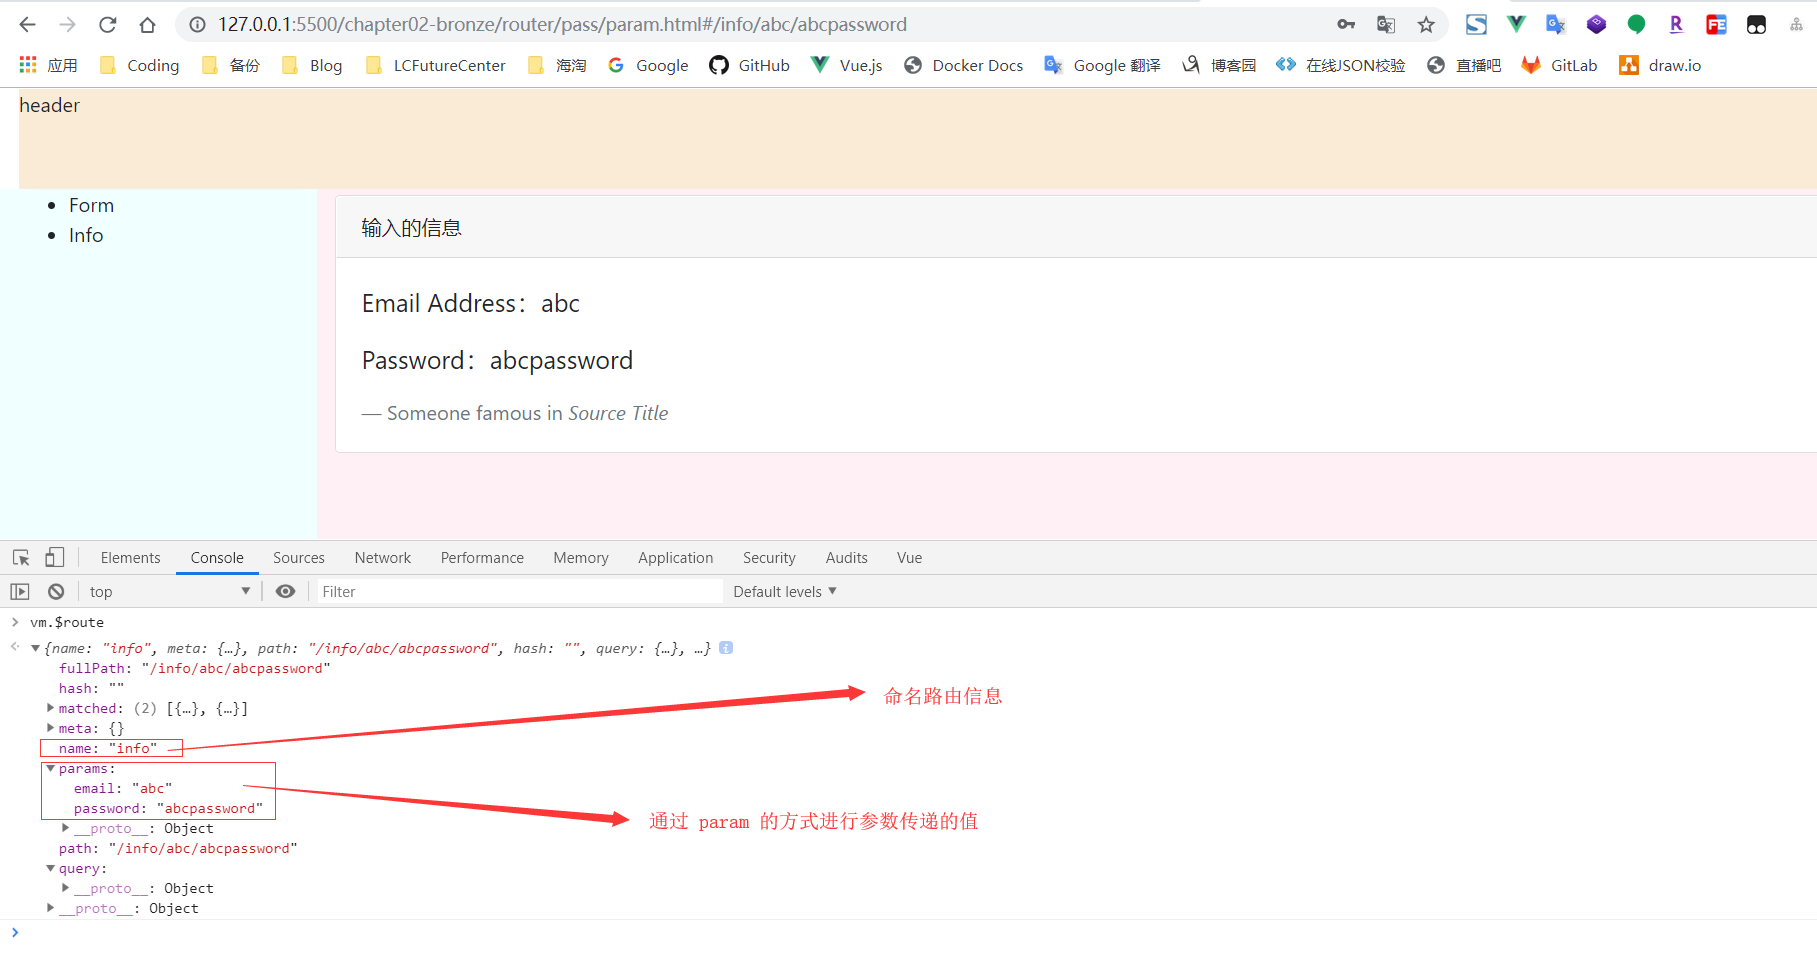 127.0.0.1:5500/chapter02-bronze/router/pass/param.html#/info/abc/abcpassword
应用 Coding 备份 Blog LCFutureCenter 海淘 Google GitHub Vue.js Docker Docs Google 翻译 博客园 在线JSON校验 直播吧 GitLab draw.io
header
Form
Info
输入的信息
Email Address：abc
Password：abcpassword
— Someone famous in Source Title
Elements Console Sources Network Performance Memory Application Security Audits Vue
top Filter Default levels
vm.$route
{name: "info", meta: {…}, path: "/info/abc/abcpassword", hash: "", query: {…}, …}
fullPath: "/info/abc/abcpassword"
hash: ""
matched: (2) [{…}, {…}]
命名路由信息
meta: {}
name: "info"
params:
email: "abc"
password: "abcpassword"
通过 param 的方式进行参数传递的值
__proto__: Object
path: "/info/abc/abcpassword"
query:
__proto__: Object
__proto__: Object